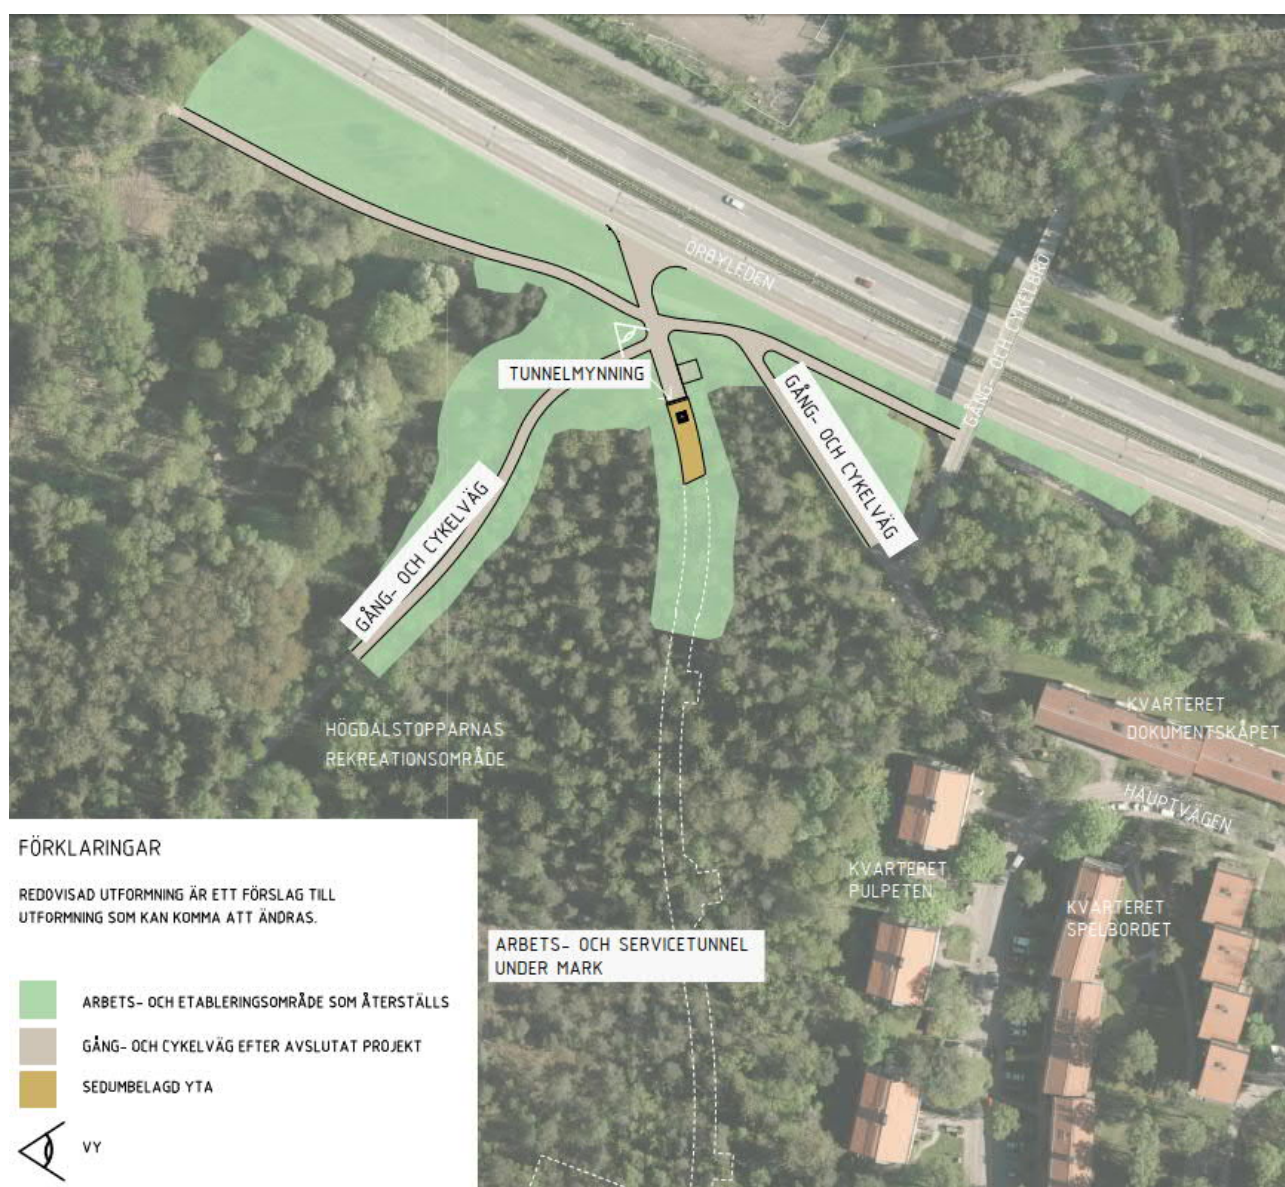 ÖRBYLEDEN
GÅNG- OCH CYKELBRO
TUNNELMYNNING
GÅNG- OCH CYKELVÄG
GÅNG- OCH CYKELVÄG
HÖGDALSTOPPARNAS
REKREATIONSOMRÅDE
KVARTERET
DOKUMENTSKÅPET
HAUPTVÄGEN
KVARTERET
PULPETEN
KVARTERET
SPELBORDET
ARBETS- OCH SERVICETUNNEL
UNDER MARK
FÖRKLARINGAR
REDOVISAD UTFORMNING ÄR ETT FÖRSLAG TILL
UTFORMNING SOM KAN KOMMA ATT ÄNDRAS.
ARBETS- OCH ETABLERINGSOMRÅDE SOM ÅTERSTÄLLS
GÅNG- OCH CYKELVÄG EFTER AVSLUTAT PROJEKT
SEDUMBELAGD YTA
VY